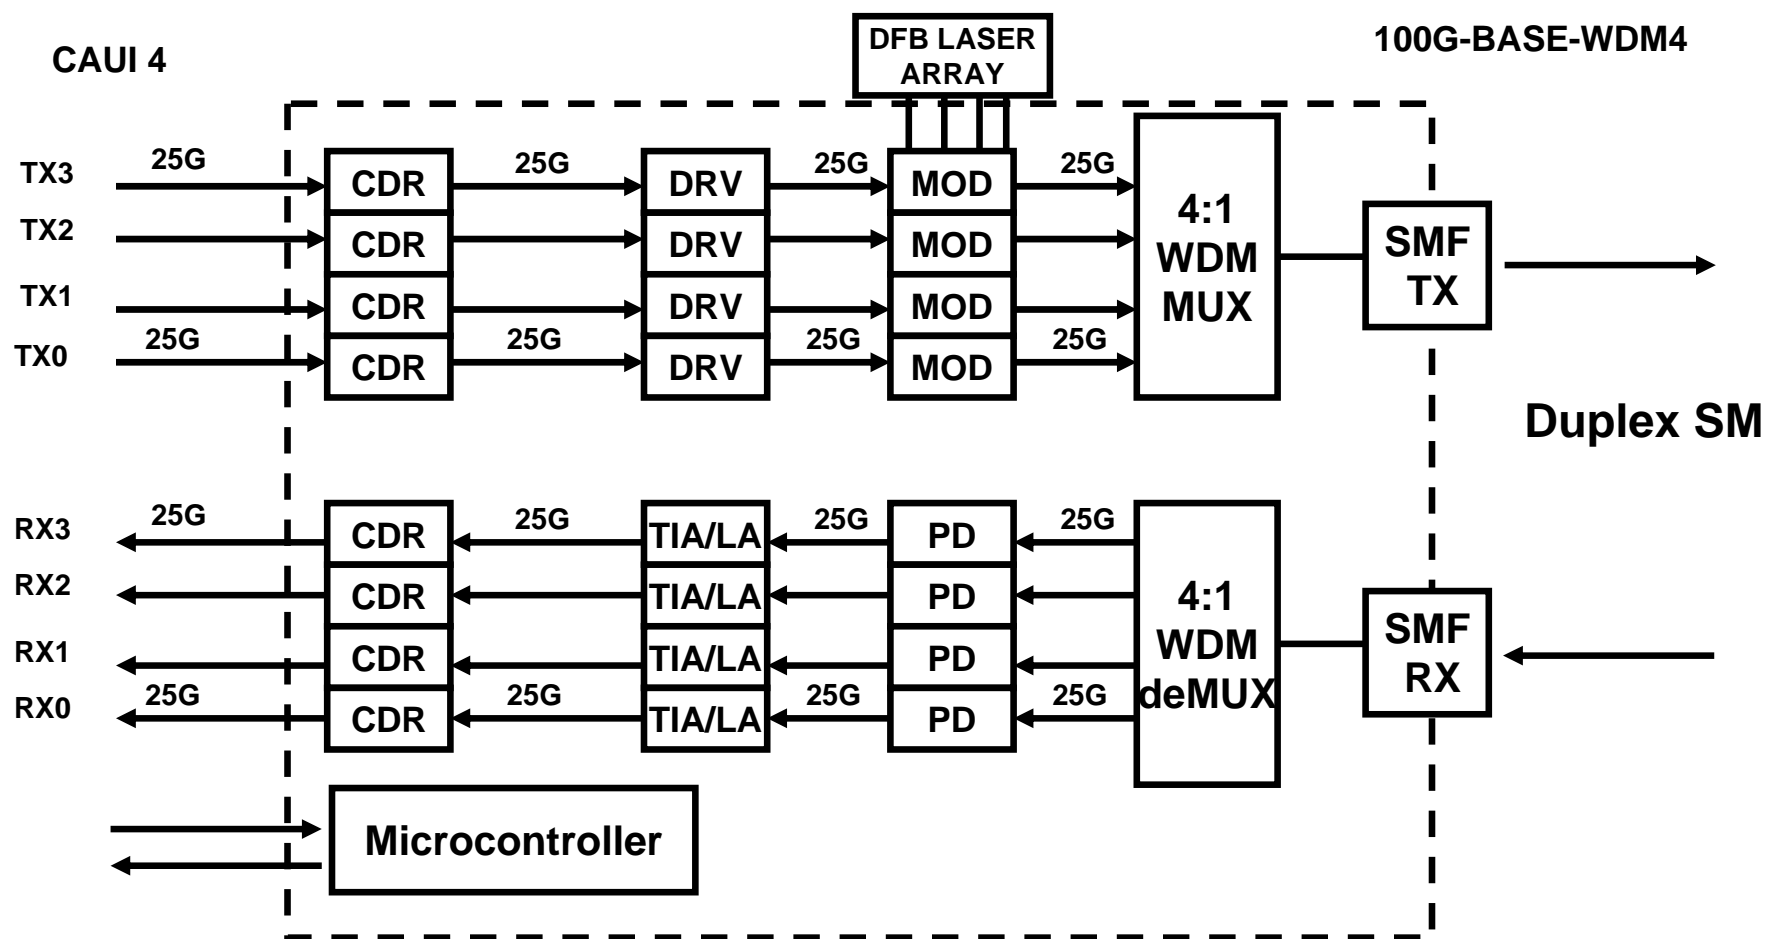 DFB LASER
ARRAY
100G-BASE-WDM4
CAUI 4
TX3 25G CDR 25G DRV 25G MOD 25G
TX2 CDR DRV MOD
TX1 CDR DRV MOD
TX0 25G CDR 25G DRV 25G MOD 25G
4:1
WDM
MUX
SMF
TX
Duplex SM
RX3 25G CDR 25G TIA/LA 25G PD 25G
RX2 CDR TIA/LA PD
RX1 CDR TIA/LA PD
RX0 25G CDR 25G TIA/LA 25G PD 25G
4:1
WDM
deMUX
SMF
RX
Microcontroller